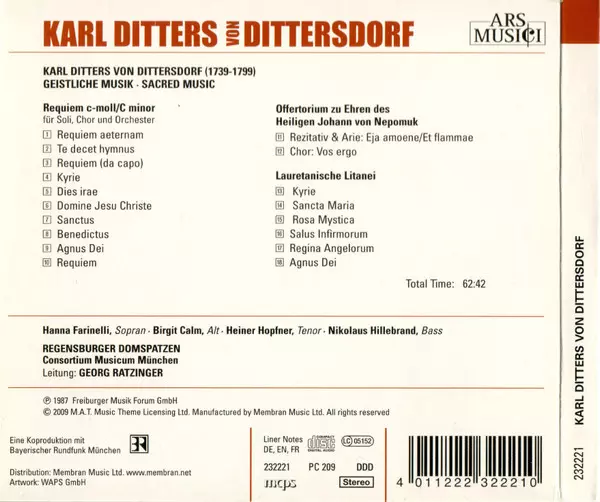 KARL DITTERS VON DITTERSDORF
ARS MUSICI
KARL DITTERS VON DITTERSDORF (1739-1799)
GEISTLICHE MUSIK · SACRED MUSIC
Requiem c-moll/C minor
für Soli, Chor und Orchester
1 Requiem aeternam
2 Te decet hymnus
3 Requiem (da capo)
4 Kyrie
5 Dies irae
6 Domine Jesu Christe
7 Sanctus
8 Benedictus
9 Agnus Dei
10 Requiem
Offertorium zu Ehren des
Heiligen Johann von Nepomuk
11 Rezitativ & Arie: Eja amoene/Et flammae
12 Chor: Vos ergo
Lauretanische Litanei
13 Kyrie
14 Sancta Maria
15 Rosa Mystica
16 Salus Infirmorum
17 Regina Angelorum
18 Agnus Dei
Total Time: 62:42
Hanna Farinelli, Sopran · Birgit Calm, Alt · Heiner Hopfner, Tenor · Nikolaus Hillebrand, Bass
REGENSBURGER DOMSPATZEN
Consortium Musicum München
Leitung: GEORG RATZINGER
℗ 1987 Freiburger Musik Forum GmbH
© 2009 M.A.T. Music Theme Licensing Ltd. Manufactured by Membran Music Ltd. All rights reserved
Eine Koproduktion mit
Bayerischer Rundfunk München
BR
Distribution: Membran Music Ltd. www.membran.net
Artwork: WAPS GmbH
Liner Notes
DE, EN, FR
COMPACT disc DIGITAL AUDIO
LC 05152
232221 PC 209 DDD
mcps Stereo
4 011222 322210
232221 KARL DITTERS VON DITTERSDORF